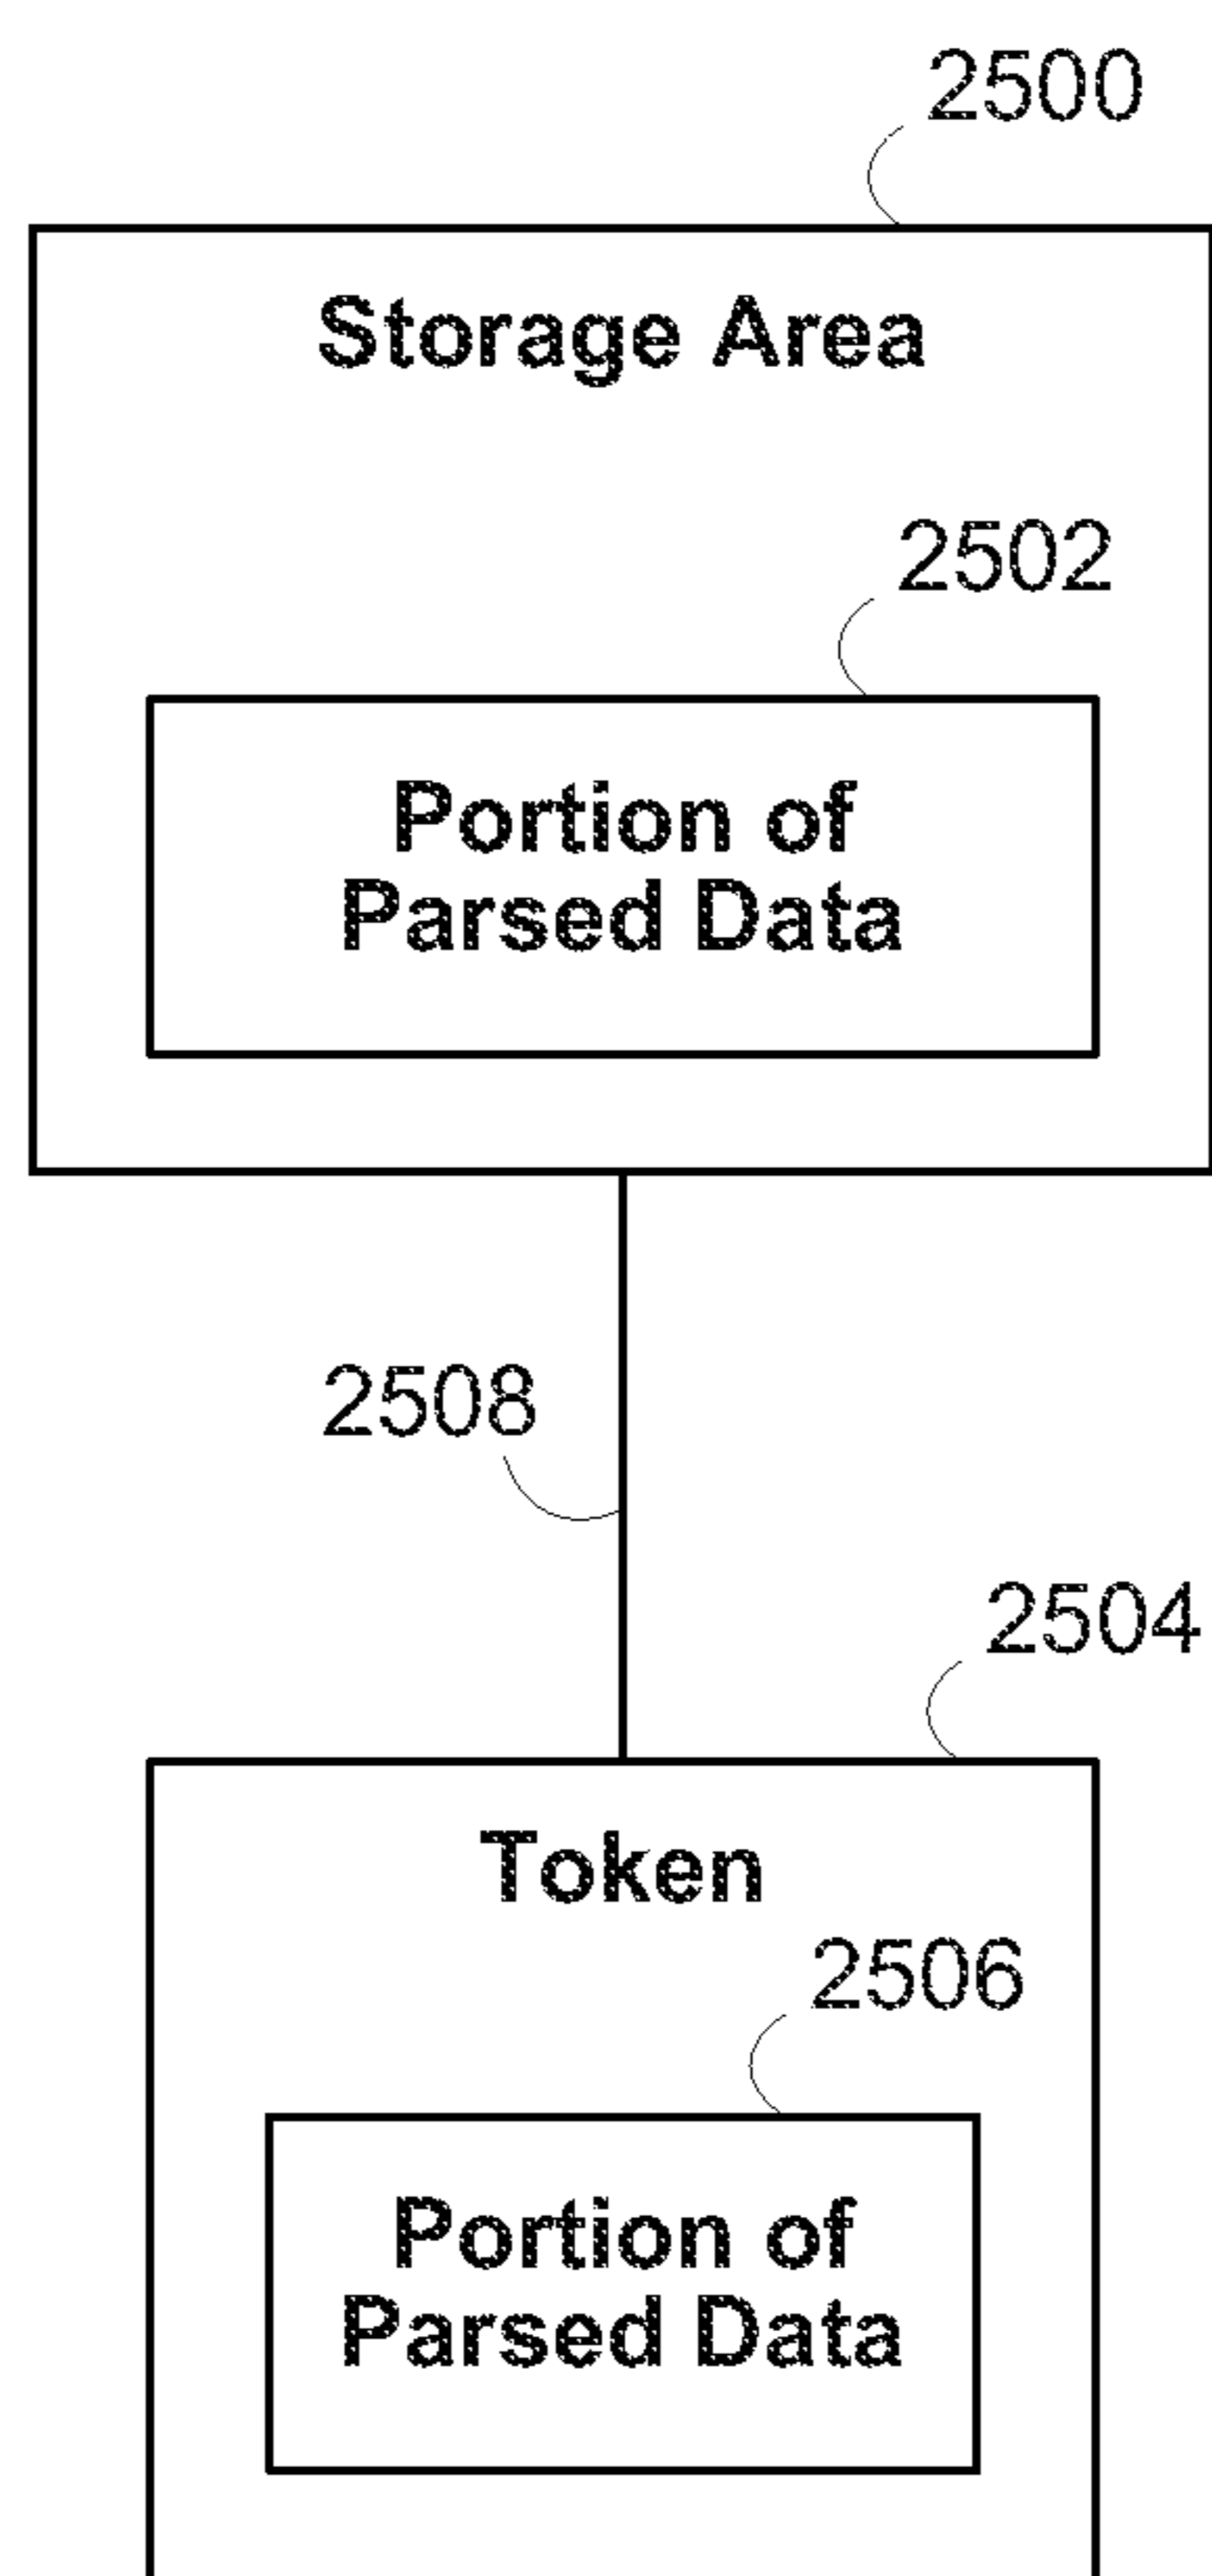 2500
Storage Area
2502
Portion of
Parsed Data
2508
2504
Token
2506
Portion of
Parsed Data